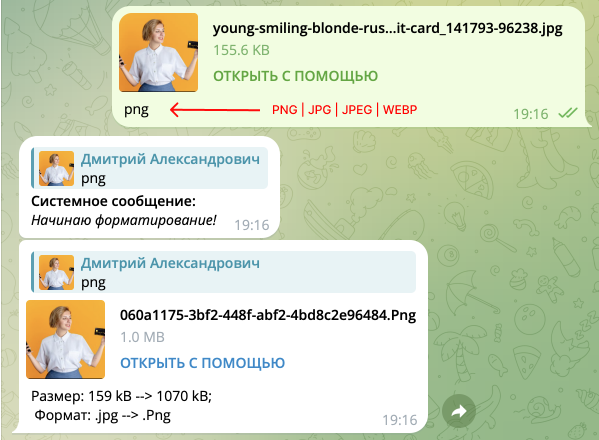 young-smiling-blonde-rus...it-card_141793-96238.jpg
155.6 KB
ОТКРЫТЬ С ПОМОЩЬЮ
png
PNG | JPG | JPEG | WEBP
19:16
Дмитрий Александрович
png
Системное сообщение:
Начинаю форматирование!
19:16
Дмитрий Александрович
png
060a1175-3bf2-448f-abf2-4bd8c2e96484.Png
1.0 MB
ОТКРЫТЬ С ПОМОЩЬЮ
Размер: 159 kB --> 1070 kB;
Формат: .jpg --> .Png
19:16